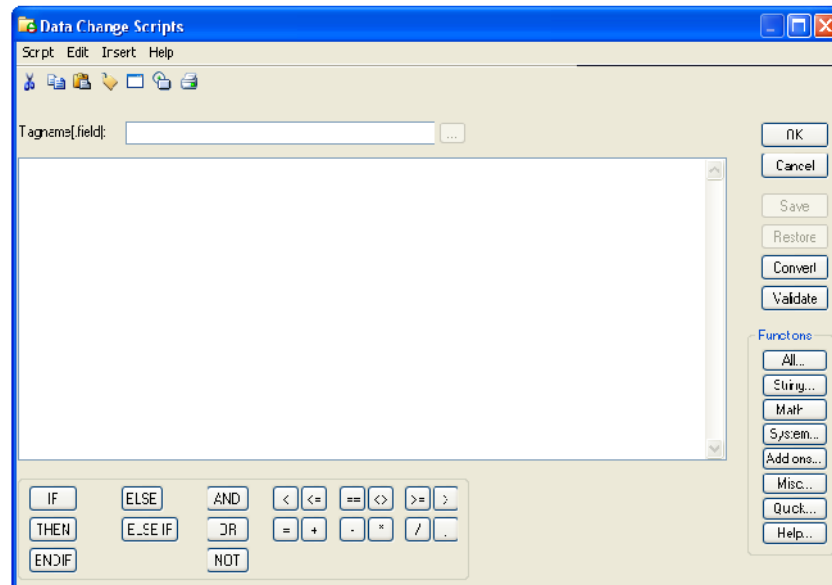 Data Change Scripts
Script Edit Insert Help
Tagname[.field]: ...
OK
Cancel
Save
Restore
Convert
Validate
Functions
All...
String...
Math...
System...
Add-ons...
Misc...
Quick...
Help...
IF ELSE AND < <= == <> >= >
THEN ELSE IF OR = + - * / ;
ENDIF NOT